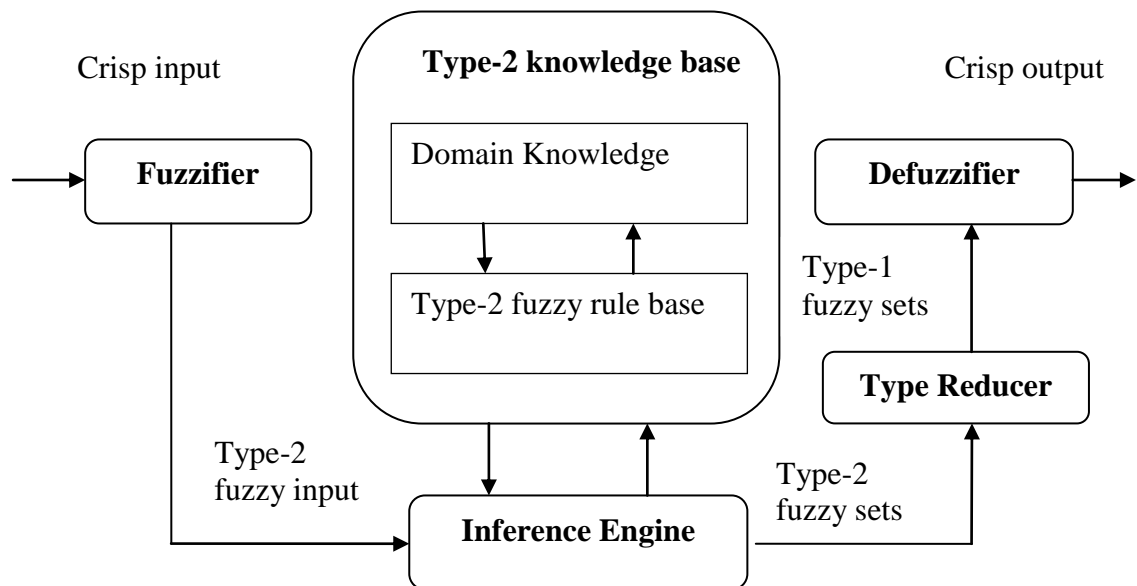 Crisp input
Type-2 knowledge base
Crisp output
Domain Knowledge
Fuzzifier
Defuzzifier
Type-1
fuzzy sets
Type-2 fuzzy rule base
Type Reducer
Type-2
fuzzy input
Type-2
fuzzy sets
Inference Engine